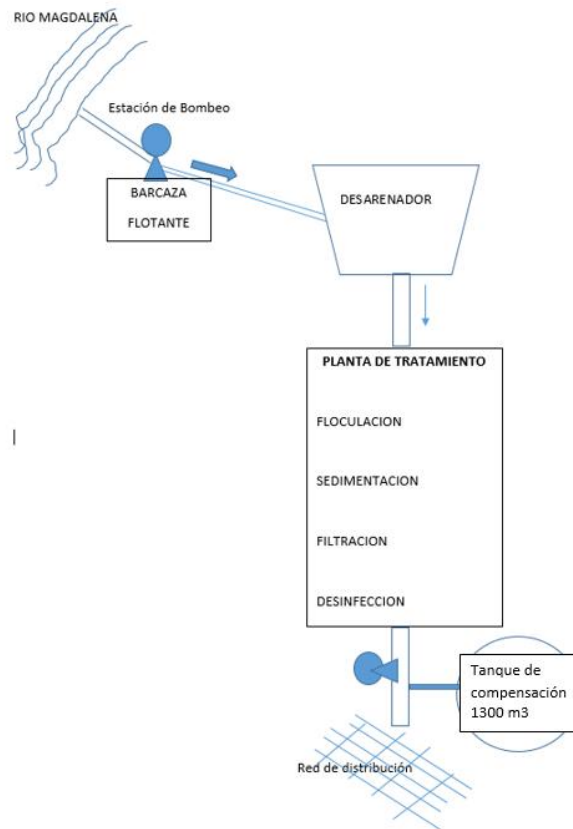 RIO MAGDALENA
Estación de Bombeo
BARCAZA
FLOTANTE
DESARENADOR
PLANTA DE TRATAMIENTO
FLOCULACION
SEDIMENTACION
FILTRACION
DESINFECCION
Tanque de
compensación
1300 m3
Red de distribución